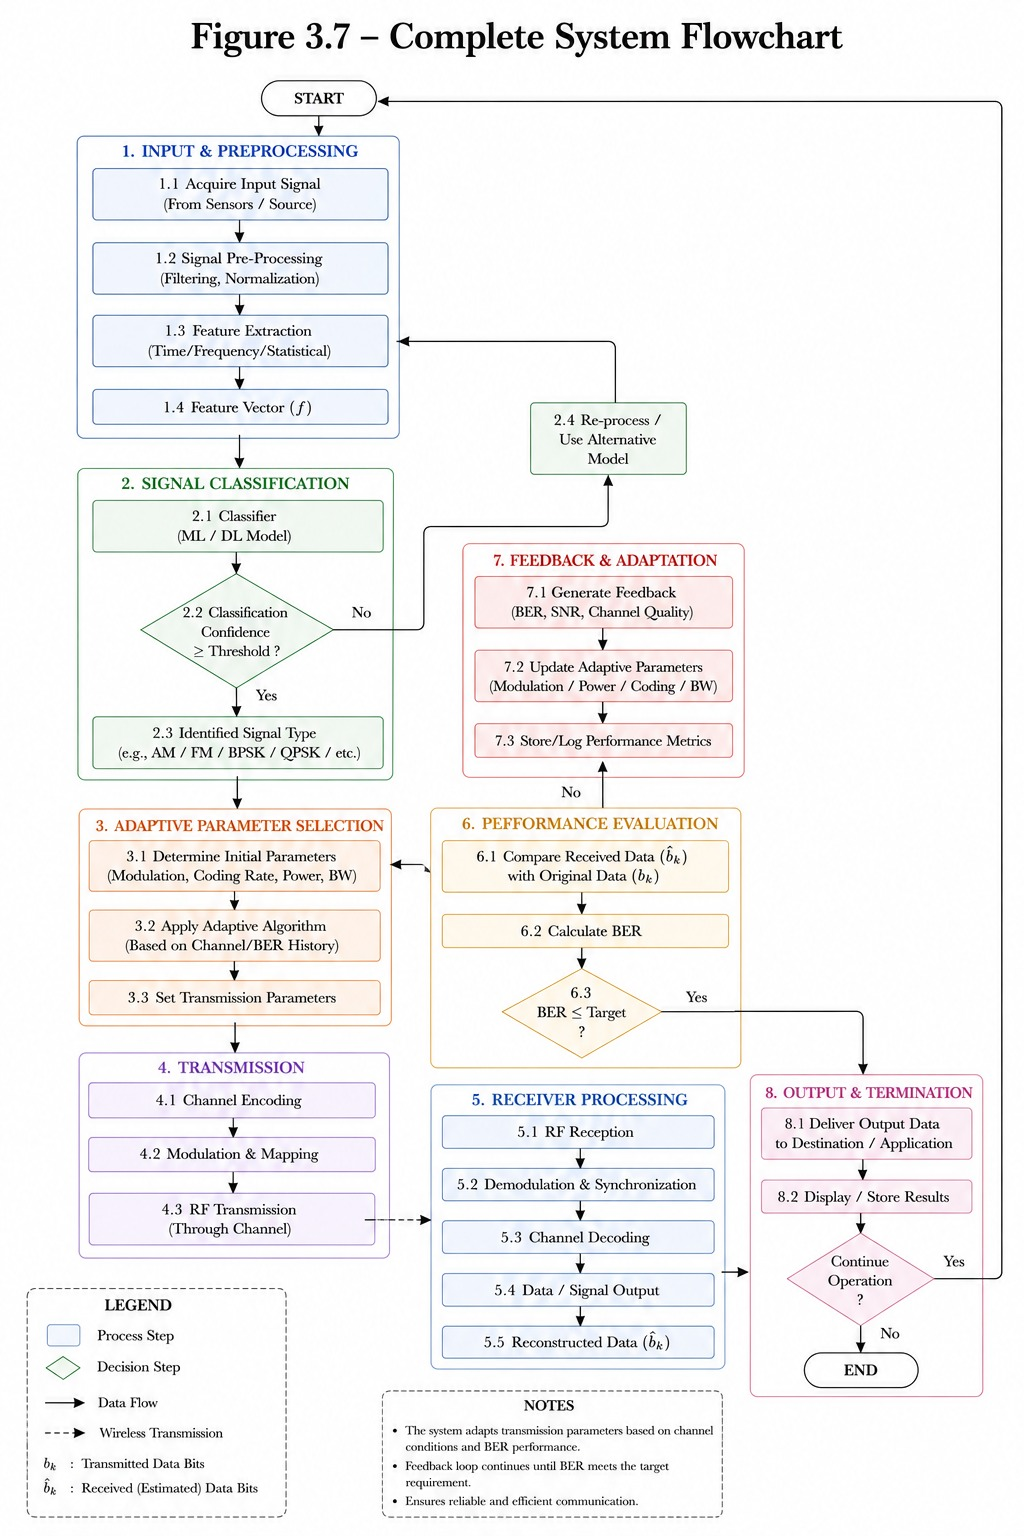 Figure 3.7 – Complete System Flowchart
START
1. INPUT & PREPROCESSING
1.1 Acquire Input Signal
(From Sensors / Source)
1.2 Signal Pre-Processing
(Filtering, Normalization)
1.3 Feature Extraction
(Time/Frequency/Statistical)
1.4 Feature Vector (f)
2. SIGNAL CLASSIFICATION
2.1 Classifier
(ML / DL Model)
2.2 Classification
Confidence
≥ Threshold ?
No
Yes
2.3 Identified Signal Type
(e.g., AM / FM / BPSK / QPSK / etc.)
2.4 Re-process /
Use Alternative
Model
3. ADAPTIVE PARAMETER SELECTION
3.1 Determine Initial Parameters
(Modulation, Coding Rate, Power, BW)
3.2 Apply Adaptive Algorithm
(Based on Channel/BER History)
3.3 Set Transmission Parameters
4. TRANSMISSION
4.1 Channel Encoding
4.2 Modulation & Mapping
4.3 RF Transmission
(Through Channel)
7. FEEDBACK & ADAPTATION
7.1 Generate Feedback
(BER, SNR, Channel Quality)
7.2 Update Adaptive Parameters
(Modulation / Power / Coding / BW)
7.3 Store/Log Performance Metrics
No
6. PEFFORMANCE EVALUATION
6.1 Compare Received Data (b̂ₖ)
with Original Data (bₖ)
6.2 Calculate BER
6.3
BER ≤ Target
?
Yes
5. RECEIVER PROCESSING
5.1 RF Reception
5.2 Demodulation & Synchronization
5.3 Channel Decoding
5.4 Data / Signal Output
5.5 Reconstructed Data (b̂ₖ)
8. OUTPUT & TERMINATION
8.1 Deliver Output Data
to Destination / Application
8.2 Display / Store Results
Continue
Operation
?
Yes
No
END
LEGEND
Process Step
Decision Step
Data Flow
Wireless Transmission
bₖ : Transmitted Data Bits
b̂ₖ : Received (Estimated) Data Bits
NOTES
• The system adapts transmission parameters based on channel
conditions and BER performance.
• Feedback loop continues until BER meets the target
requirement.
• Ensures reliable and efficient communication.